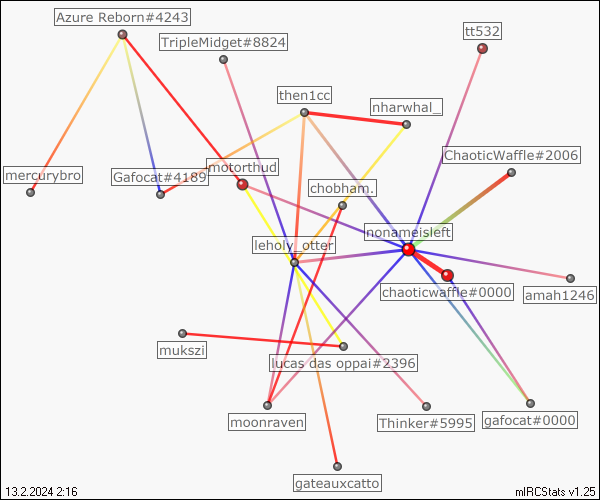 Azure Reborn#4243
TripleMidget#8824
tt532
then1cc
nharwhal_
ChaoticWaffle#2006
mercurybro
Gafocat#4189
motorthud
chobham.
nonameisleft
leholy_otter
chaoticwaffle#0000
amah1246
mukszi
lucas das oppai#2396
moonraven
Thinker#5995
gafocat#0000
gateauxcatto
13.2.2024 2:16
mIRCStats v1.25